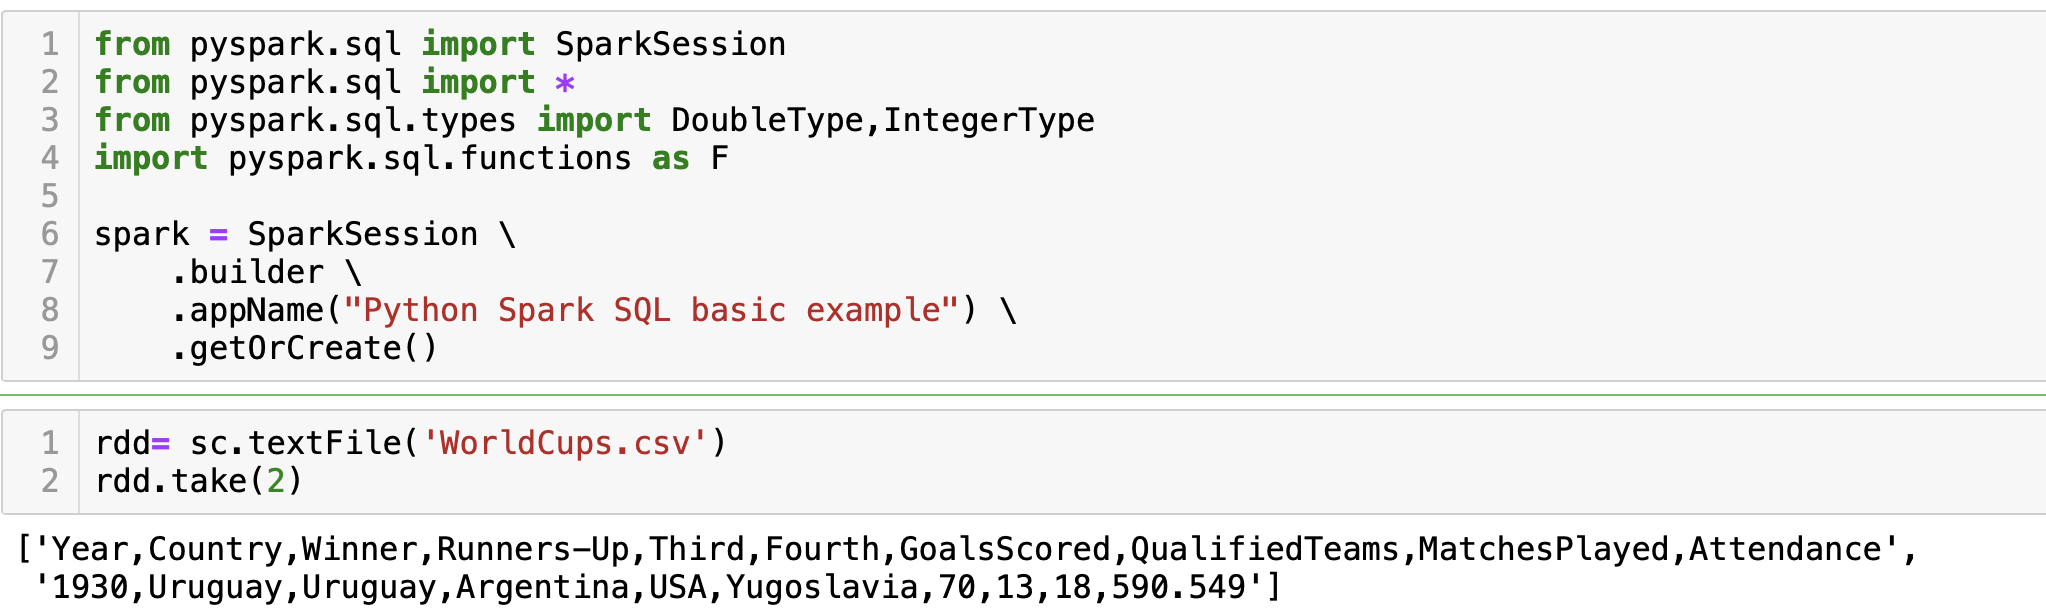 1 from pyspark.sql import SparkSession
2 from pyspark.sql import *
3 from pyspark.sql.types import DoubleType,IntegerType
4 import pyspark.sql.functions as F
5
6 spark = SparkSession \
7     .builder \
8     .appName("Python Spark SQL basic example") \
9     .getOrCreate()
1 rdd= sc.textFile('WorldCups.csv')
2 rdd.take(2)
['Year,Country,Winner,Runners-Up,Third,Fourth,GoalsScored,QualifiedTeams,MatchesPlayed,Attendance',
 '1930,Uruguay,Uruguay,Argentina,USA,Yugoslavia,70,13,18,590.549']